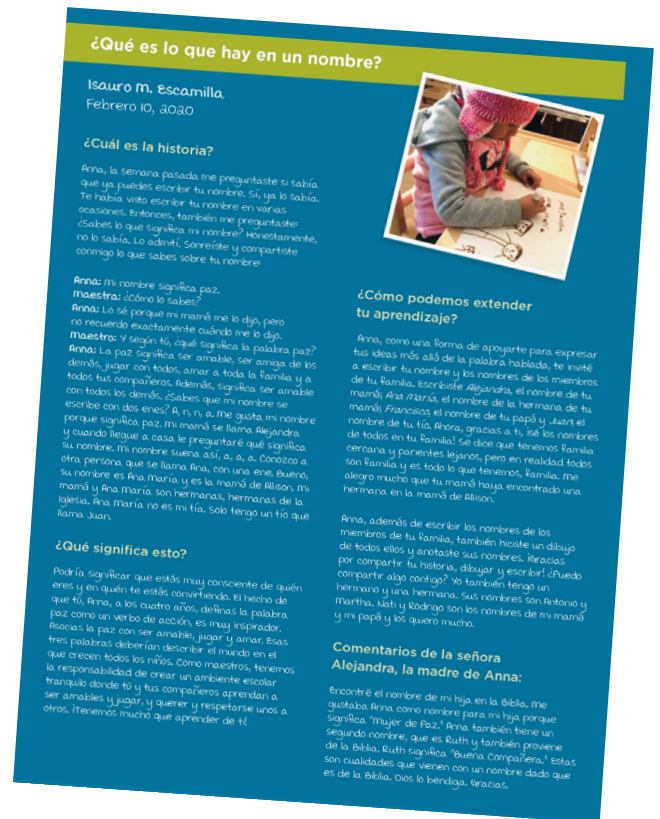 ¿Qué es lo que hay en un nombre?
Isauro M. Escamilla
Febrero 10, 2020
¿Cuál es la historia?
Anna, la semana pasada me preguntaste si sabía
que ya puedes escribir tu nombre. Sí, ya lo sabía.
Te había visto escribir tu nombre en varias
ocasiones. Entonces, también me preguntaste:
¿Sabes lo que significa mi nombre? Honestamente,
no lo sabía. Lo admití. Sonreíste y compartiste
conmigo lo que sabes sobre tu nombre:
Anna: Mi nombre significa paz.
Maestra: ¿Cómo lo sabes?
Anna: Lo sé porque mi mamá me lo dijo, pero
no recuerdo exactamente cuándo me lo dijo.
Maestro: Y según tú, ¿qué significa la palabra paz?
Anna: La paz significa ser amable, ser amiga de los
demás, jugar con todos, amar a toda la familia y a
todos tus compañeros. Además, significa ser amable
con todos los demás. ¿Sabes que mi nombre se
escribe con dos enes? A, n, n, a. Me gusta mi nombre
porque significa paz. Mi mamá se llama Alejandra
y cuando llegue a casa le preguntaré qué significa
su nombre. Mi nombre suena así, a, a, a. Conozco a
otra persona que se llama Ana, con una ene. Bueno,
su nombre es Ana María y es la mamá de Allison. Mi
mamá y Ana María son hermanas, hermanas de la
Iglesia. Ana María no es mi tía. Solo tengo un tío que
llama Juan.
¿Qué significa esto?
Podría significar que estás muy consciente de quién
eres y en quién te estás convirtiendo. El hecho de
que tú, Anna, a los cuatro años, definas la palabra
paz como un verbo de acción, es muy inspirador.
Asocias la paz con ser amable, jugar y amar. Esas
tres palabras deberían describir el mundo en el
que crecen todos los niños. Como maestros, tenemos
la responsabilidad de crear un ambiente escolar
tranquilo donde tú y tus compañeros aprendan a
ser amables y jugar, y querer y respetarse unos a
otros. ¡Tenemos mucho que aprender de ti!
¿Cómo podemos extender
tu aprendizaje?
Anna, como una forma de apoyarte para expresar
tus ideas más allá de la palabra hablada, te invité
a escribir tu nombre y los nombres de los miembros
de tu familia. Escribiste Alejandra, el nombre de tu
mamá; Ana María, el nombre de la hermana de tu
mamá; Francisco, el nombre de tu papá y Juan, el
nombre de tu tío. Ahora, gracias a ti, ¡sé los nombres
de todos en tu familia! Se dice que tenemos familia
cercana y parientes lejanos, pero en realidad todos
son familia y es todo lo que tenemos, familia. Me
alegro mucho que tu mamá haya encontrado una
hermana en la mamá de Allison.
Anna, además de escribir los nombres de los
miembros de tu familia, también hiciste un dibujo
de todos ellos y anotaste sus nombres. ¡Gracias
por compartir tu historia, dibujar y escribir! ¿Puedo
compartir algo contigo? Yo también tengo un
hermano y una hermana. Sus nombres son Antonio y
Martha. Nati y Rodrigo son los nombres de mi mamá
y mi papá y los quiero mucho.
Comentarios de la señora
Alejandra, la madre de Anna:
Encontré el nombre de mi hija en la Biblia. Me
gustaba Anna como nombre para mi hija porque
significa "Mujer de Paz." Anna también tiene un
segundo nombre, que es Ruth y también proviene
de la Biblia. Ruth significa "Buena Compañera." Estas
son cualidades que vienen con un nombre dado que
es de la Biblia. Dios lo bendiga. Gracias.